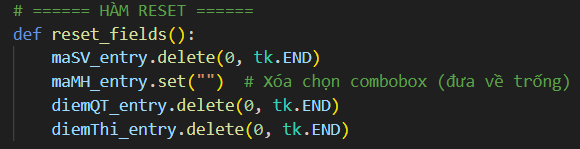 # ====== HÀM RESET ======
def reset_fields():
    maSV_entry.delete(0, tk.END)
    maMH_entry.set("")  # Xóa chọn combobox (đưa về trống)
    diemQT_entry.delete(0, tk.END)
    diemThi_entry.delete(0, tk.END)